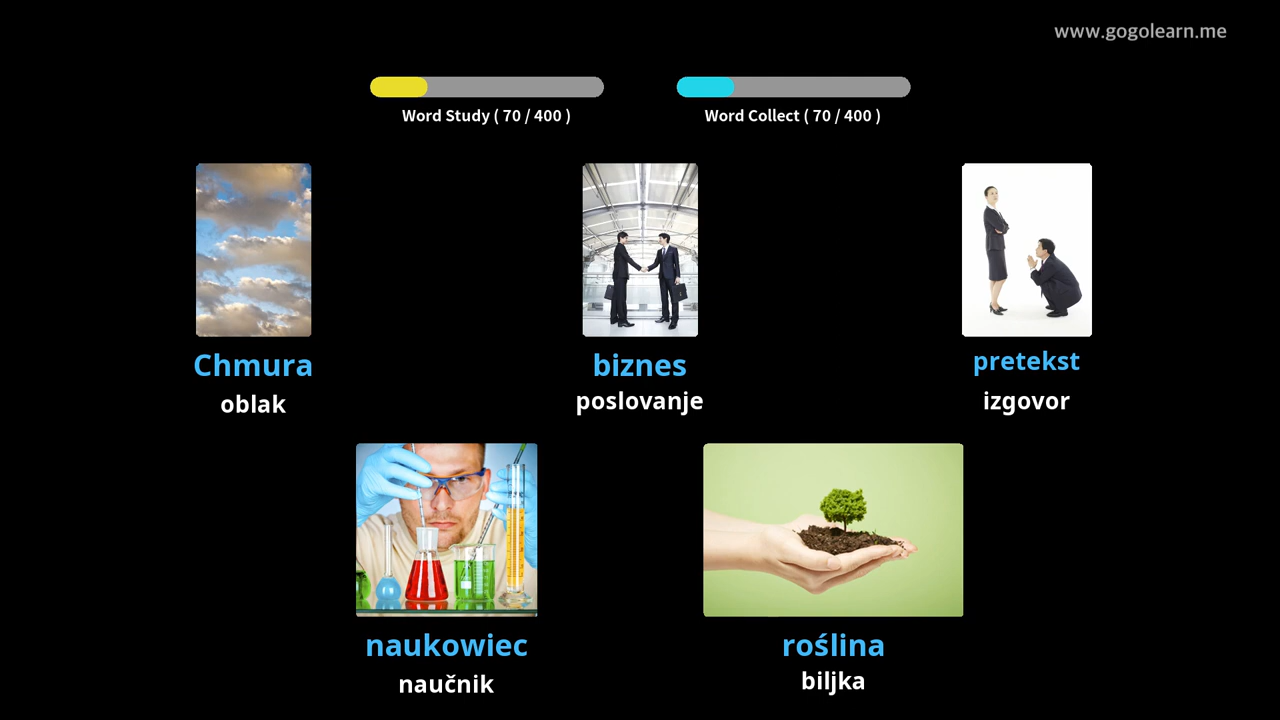 www.gogolearn.me
Word Study ( 70 / 400 )
Word Collect ( 70 / 400 )
Chmura
oblak
biznes
poslovanje
pretekst
izgovor
naukowiec
naučnik
roślina
biljka